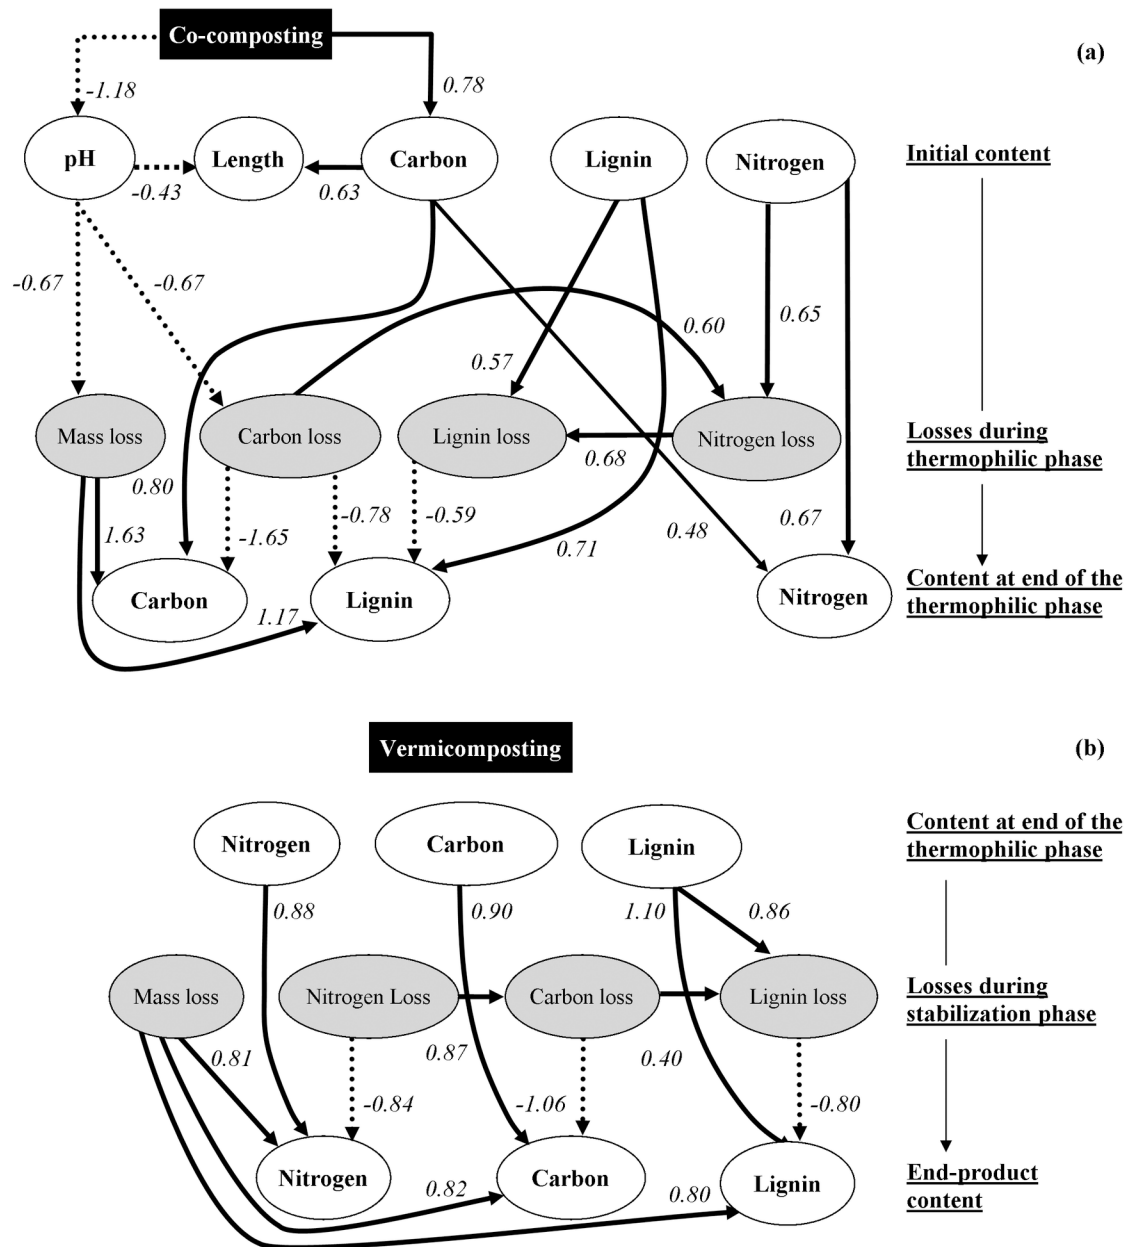 Co-composting
(a)
-1.18
0.78
pH
Length
Carbon
Lignin
Nitrogen
Initial content
-0.43
0.63
-0.67
-0.67
0.60
0.65
0.57
Mass loss
Carbon loss
Lignin loss
Nitrogen loss
Losses during
thermophilic phase
0.68
0.80
1.63
-1.65
-0.78
-0.59
0.71
0.48
0.67
Carbon
Lignin
Nitrogen
Content at end of the
thermophilic phase
1.17
Vermicomposting
(b)
Nitrogen
Carbon
Lignin
Content at end of the
thermophilic phase
0.88
0.90
1.10
0.86
Mass loss
Nitrogen Loss
Carbon loss
Lignin loss
Losses during
stabilization phase
0.81
0.87
0.40
-0.84
-1.06
-0.80
Nitrogen
Carbon
Lignin
End-product
content
0.82
0.80